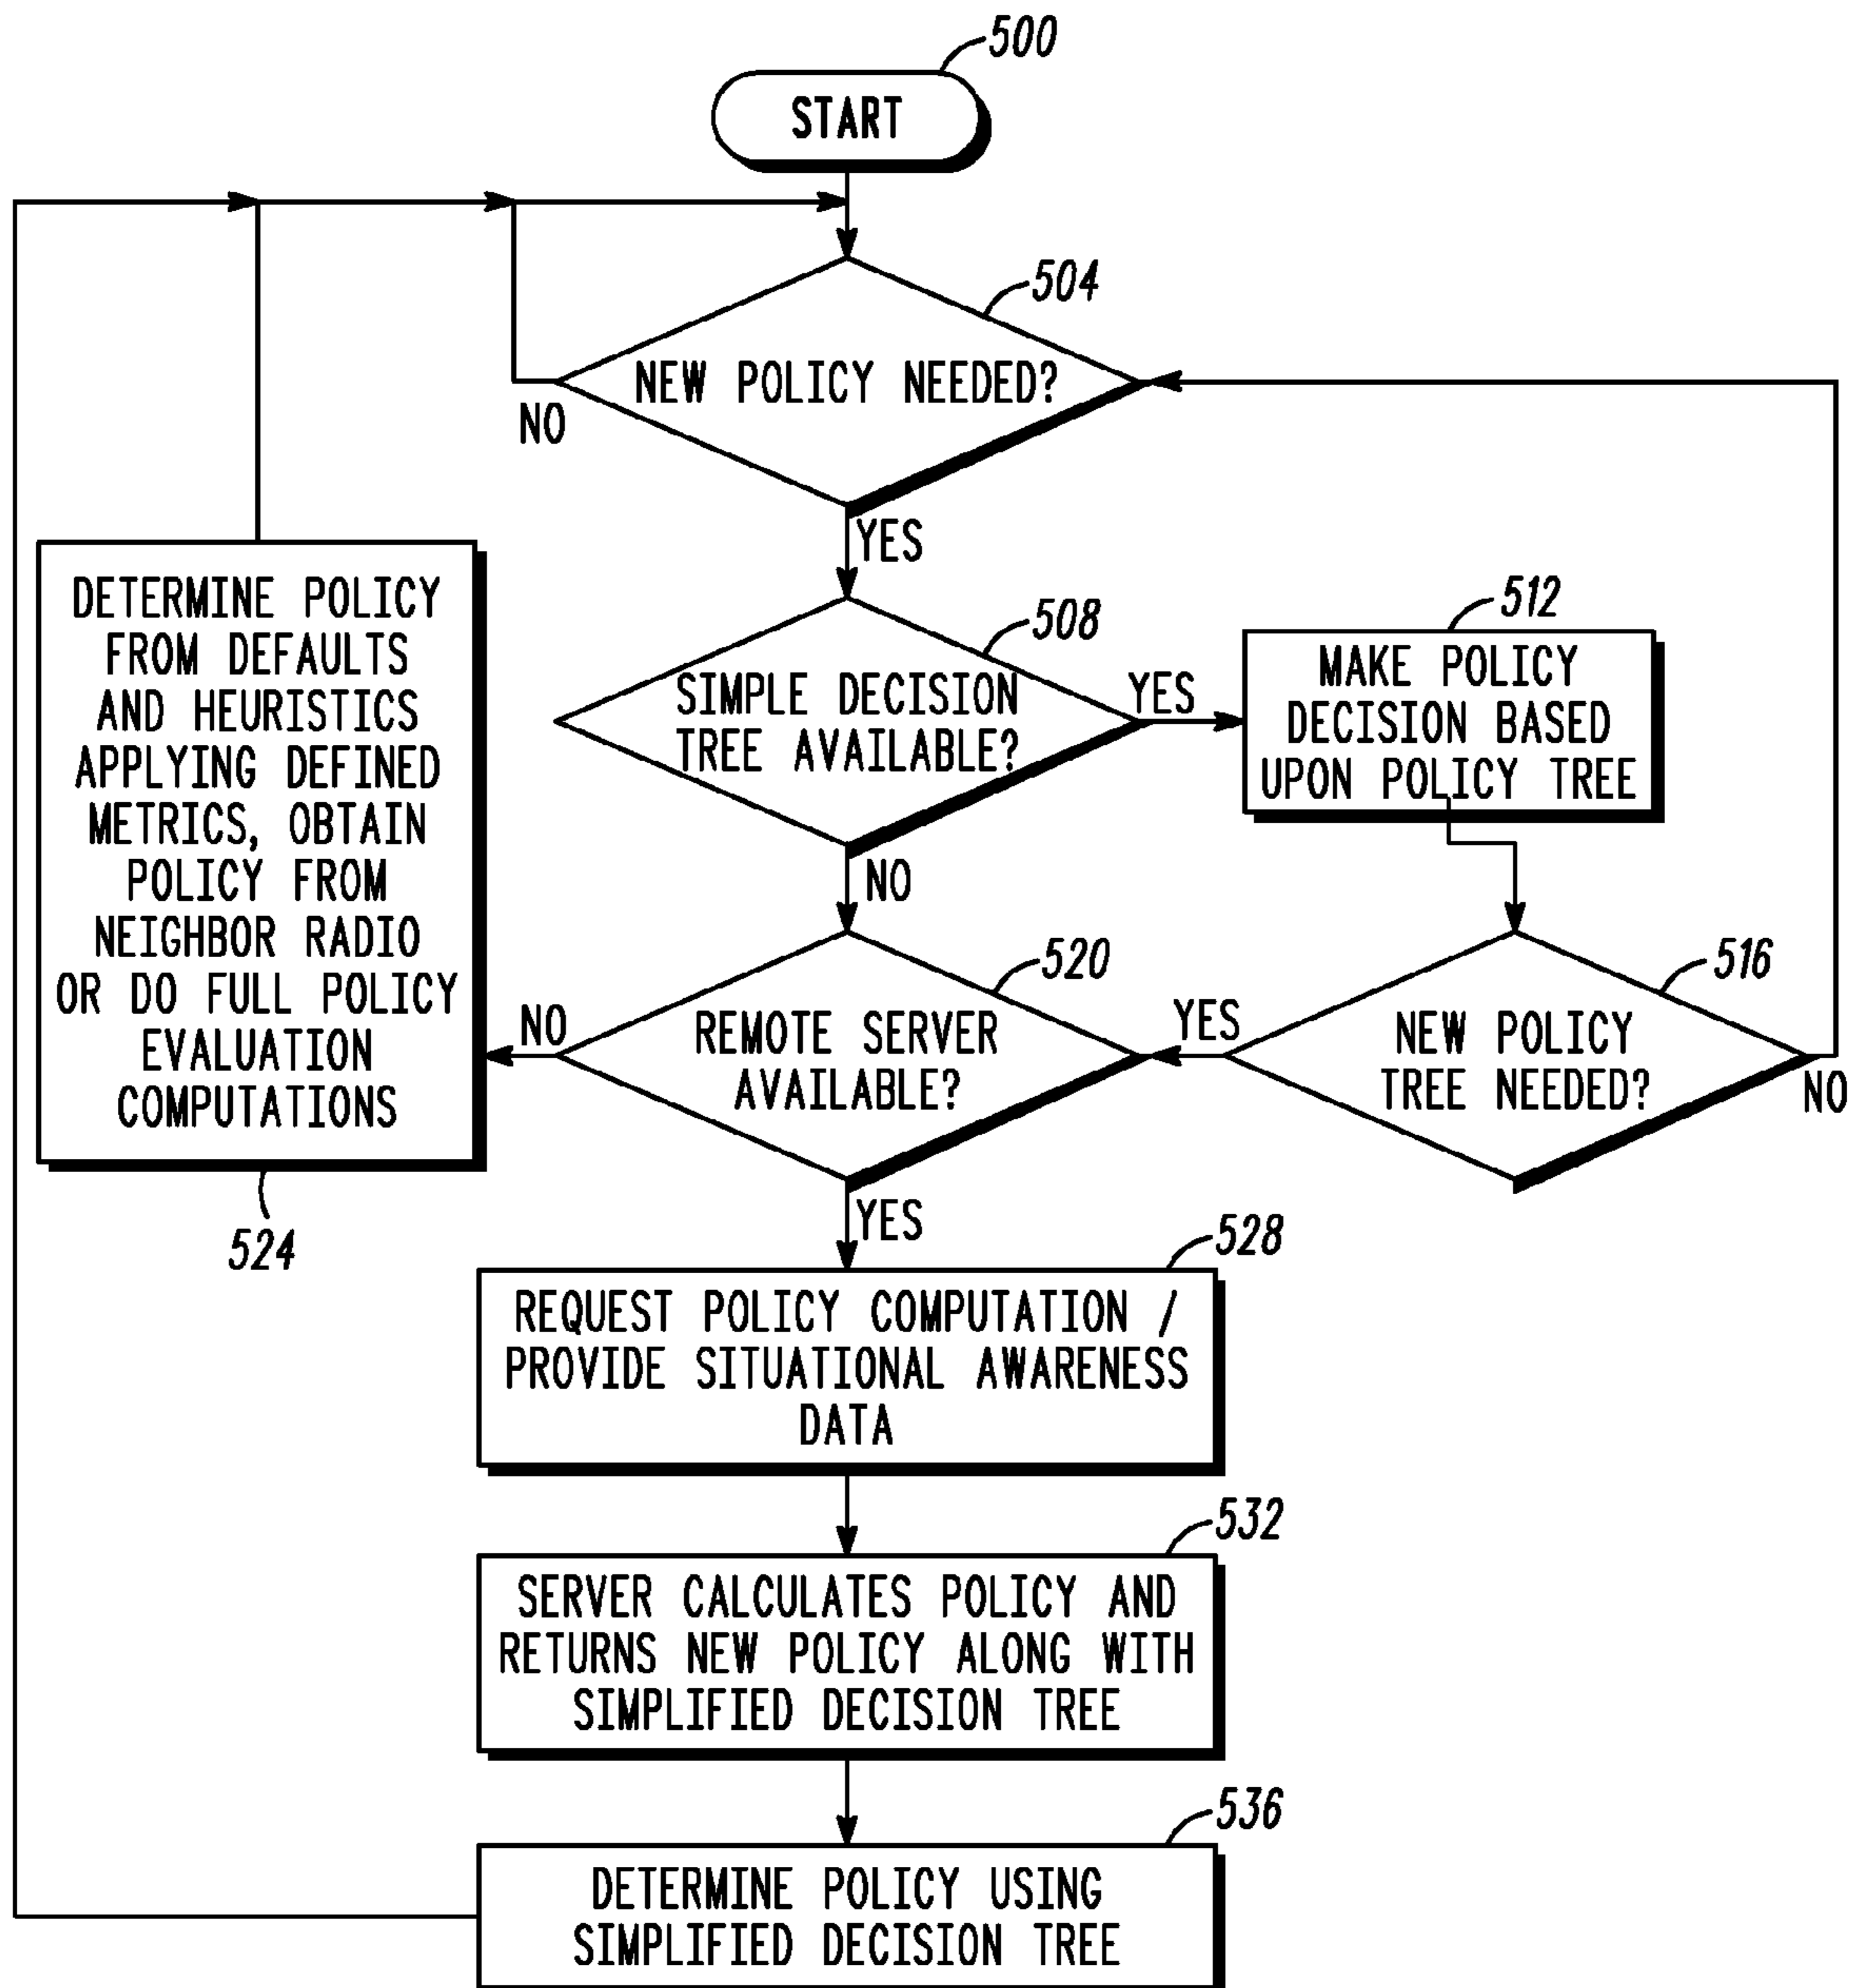 500
START
504
NEW POLICY NEEDED?
NO
YES
DETERMINE POLICY
FROM DEFAULTS
AND HEURISTICS
APPLYING DEFINED
METRICS, OBTAIN
POLICY FROM
NEIGHBOR RADIO
OR DO FULL POLICY
EVALUATION
COMPUTATIONS
524
508
SIMPLE DECISION
TREE AVAILABLE?
YES
NO
512
MAKE POLICY
DECISION BASED
UPON POLICY TREE
520
REMOTE SERVER
AVAILABLE?
NO
YES
516
NEW POLICY
TREE NEEDED?
YES
NO
528
REQUEST POLICY COMPUTATION /
PROVIDE SITUATIONAL AWARENESS
DATA
532
SERVER CALCULATES POLICY AND
RETURNS NEW POLICY ALONG WITH
SIMPLIFIED DECISION TREE
536
DETERMINE POLICY USING
SIMPLIFIED DECISION TREE